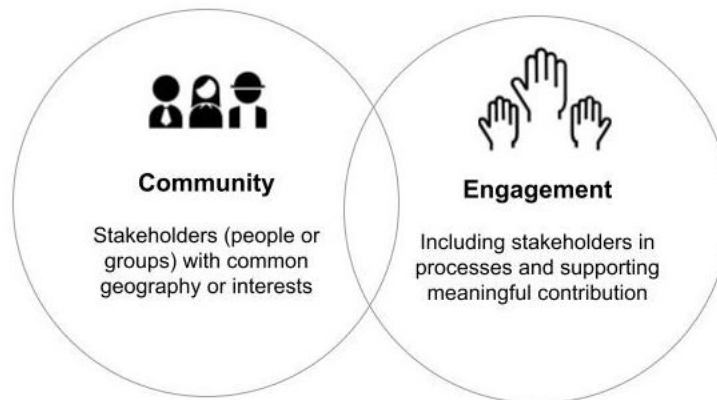 Community
Stakeholders (people or
groups) with common
geography or interests
Engagement
Including stakeholders in
processes and supporting
meaningful contribution